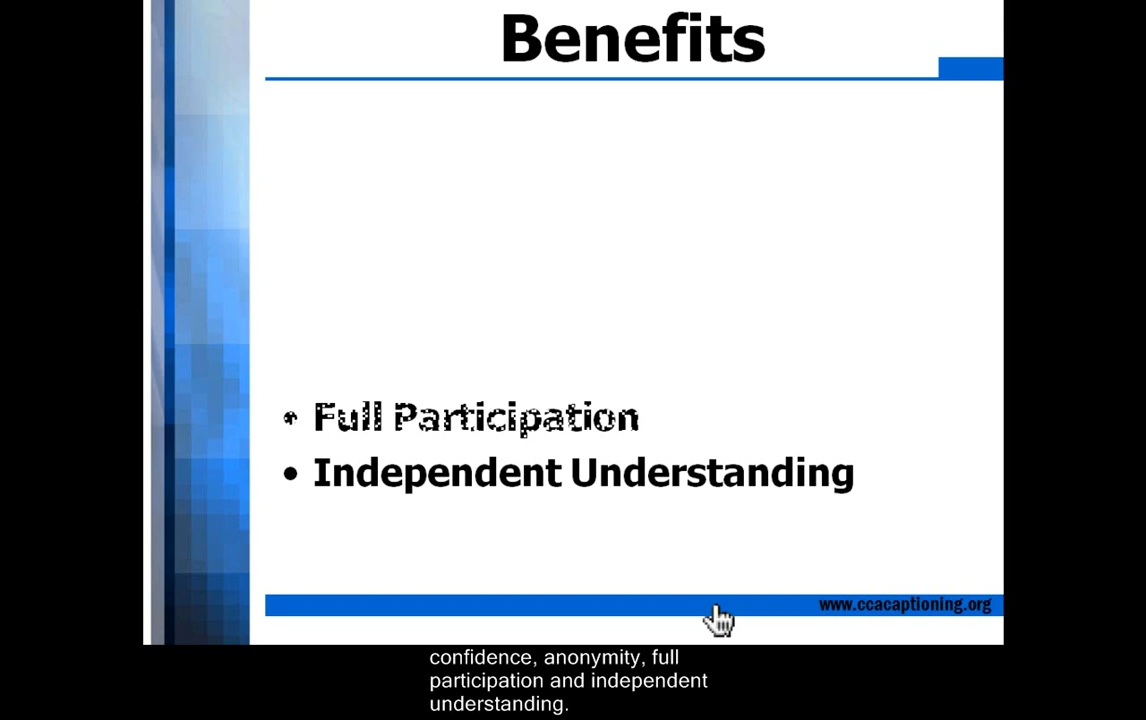 Benefits
• Full Participation
• Independent Understanding
www.ccacaptioning.org
confidence, anonymity, full
participation and independent
understanding.